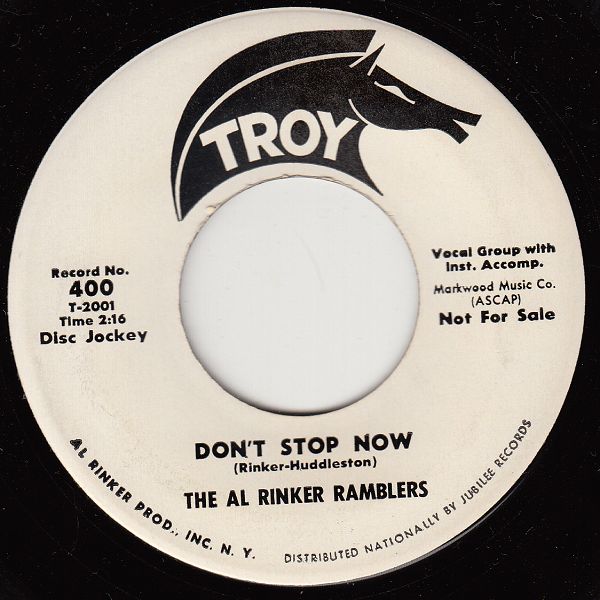 TROY
Record No.
400
T-2001
Time 2:16
Disc Jockey
Vocal Group with
Inst. Accomp.
Markwood Music Co.
(ASCAP)
Not For Sale
DON'T STOP NOW
(Rinker-Huddleston)
THE AL RINKER RAMBLERS
AL RINKER PROD., INC. N. Y.
DISTRIBUTED NATIONALLY BY JUBILEE RECORDS